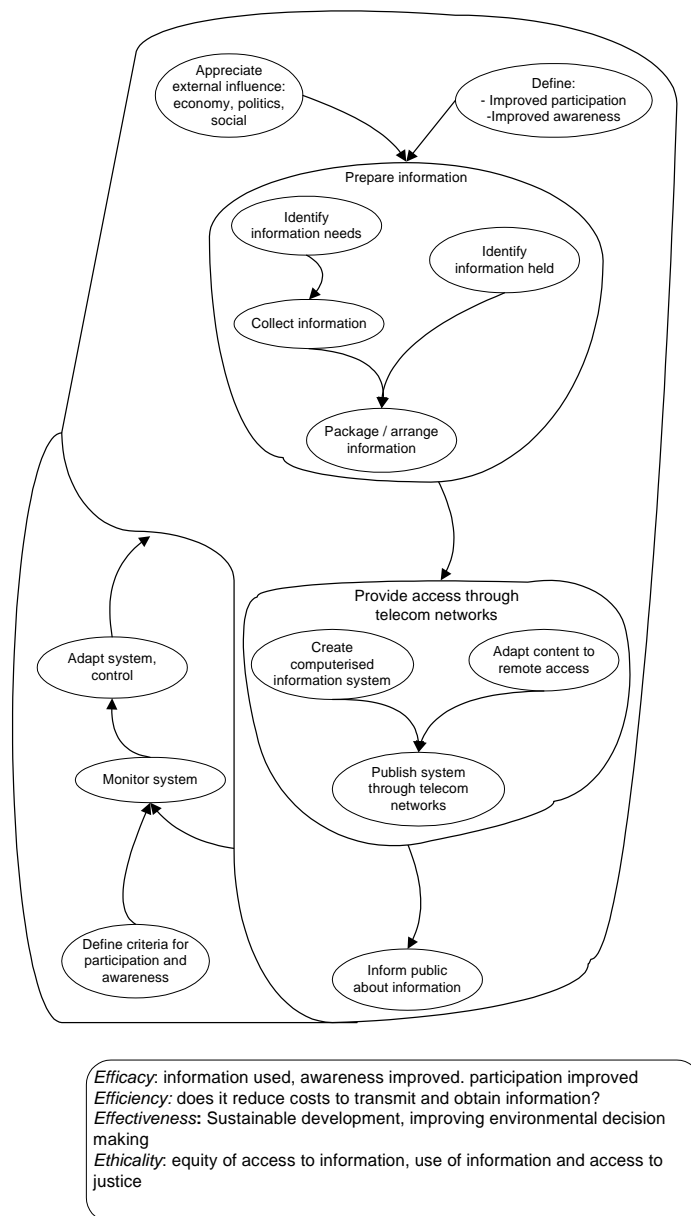 Appreciate
external influence:
economy, politics,
social
Define:
- Improved participation
-Improved awareness
Prepare information
Identify
information needs
Identify
information held
Collect information
Package / arrange
information
Provide access through
telecom networks
Create
computerised
information system
Adapt content to
remote access
Adapt system,
control
Monitor system
Publish system
through telecom
networks
Define criteria for
participation and
awareness
Inform public
about information
Efficacy: information used, awareness improved. participation improved
Efficiency: does it reduce costs to transmit and obtain information?
Effectiveness: Sustainable development, improving environmental decision
making
Ethicality: equity of access to information, use of information and access to
justice